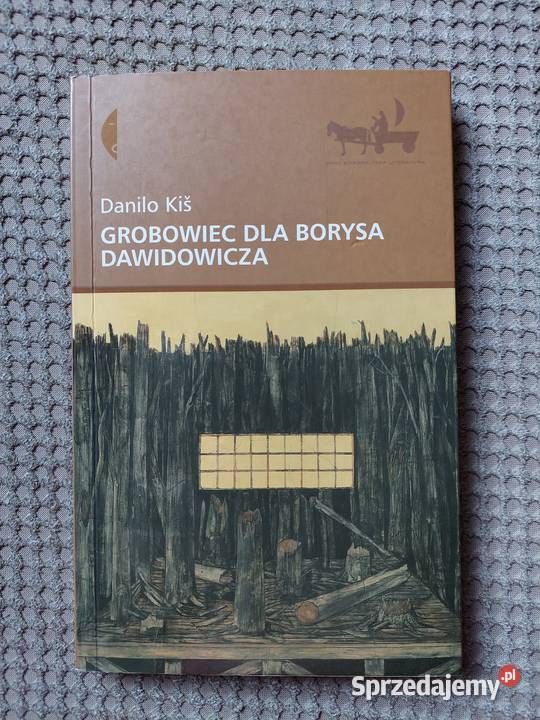 Danilo Kiš
GROBOWIEC DLA BORYSA
DAWIDOWICZA
Sprzedajemy.pl